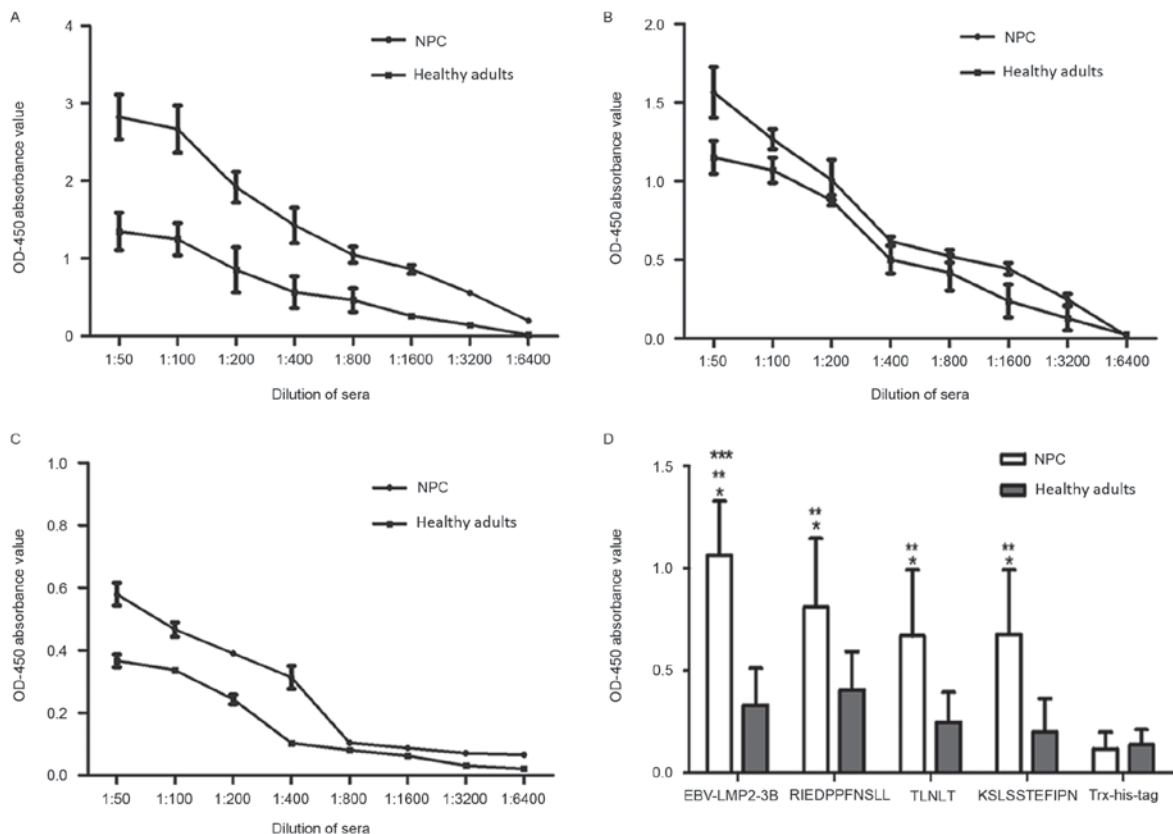 A
4
3
2
1
0
OD-450 absorbance value
NPC
Healthy adults
1:50 1:100 1:200 1:400 1:800 1:1600 1:3200 1:6400
Dilution of sera
B
2.0
1.5
1.0
0.5
0.0
OD-450 absorbance value
NPC
Healthy adults
1:50 1:100 1:200 1:400 1:800 1:1600 1:3200 1:6400
Dilution of sera
C
1.0
0.8
0.6
0.4
0.2
0.0
OD-450 absorbance value
NPC
Healthy adults
1:50 1:100 1:200 1:400 1:800 1:1600 1:3200 1:6400
Dilution of sera
D
1.5
1.0
0.5
0.0
OD-450 absorbance value
NPC
Healthy adults
***
**
*
**
*
**
*
**
*
EBV-LMP2-3B RIEDPPFNSLL TLNLT KSLSSTEFIPN Trx-his-tag